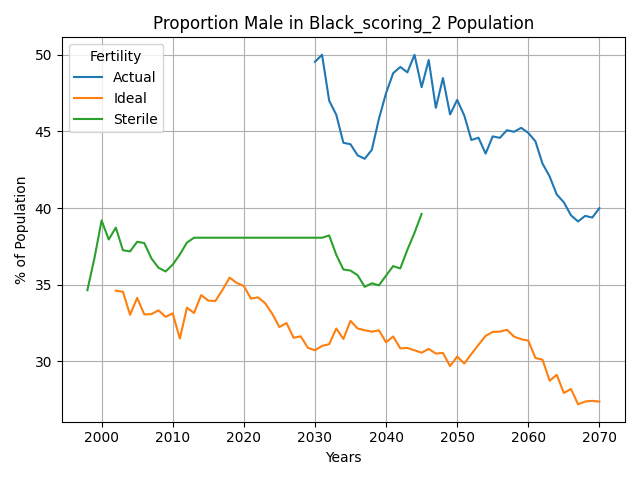 Proportion Male in Black_scoring_2 Population
Fertility
Actual
Ideal
Sterile
% of Population
50
45
40
35
30
2000 2010 2020 2030 2040 2050 2060 2070
Years